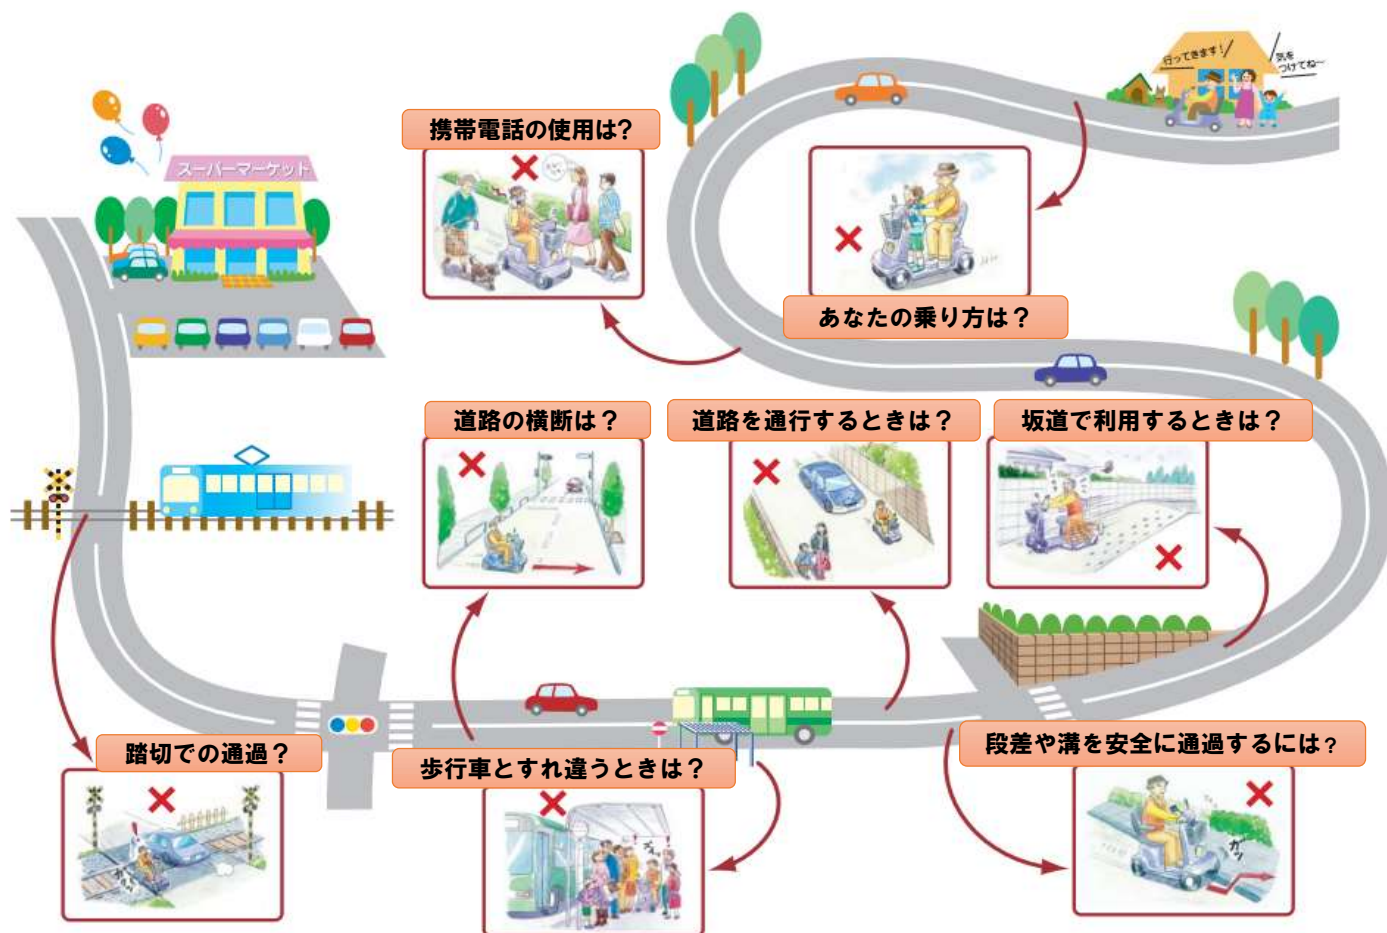 行ってきます!
気を
つけてね〜
携帯電話の使用は?
スーパーマーケット
あなたの乗り方は?
道路の横断は?
道路を通行するときは?
坂道で利用するときは?
踏切での通過?
歩行車とすれ違うときは?
段差や溝を安全に通過するには?
ガッ